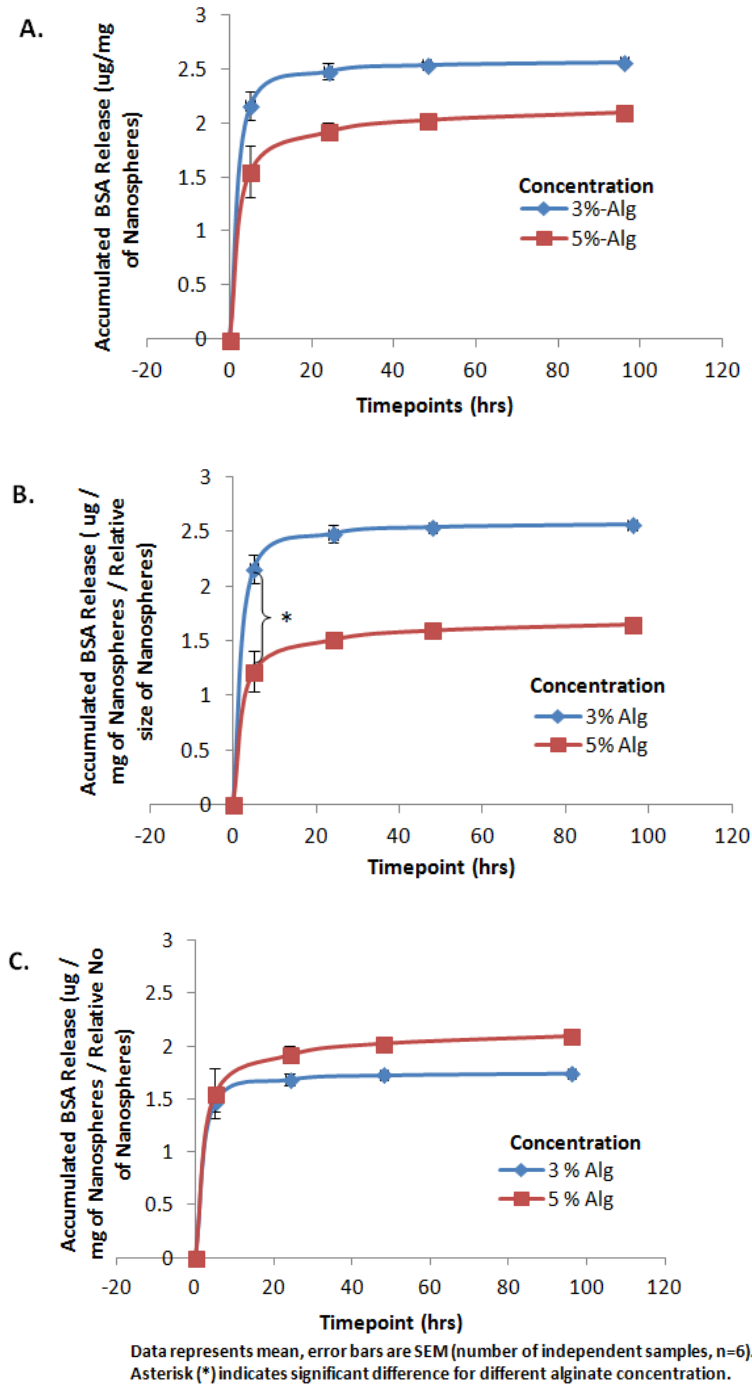 A.
Accumulated BSA Release (ug/mg
of Nanospheres)
3
2.5
2
1.5
1
0.5
0
-20 0 20 40 60 80 100 120
Timepoints (hrs)
Concentration
3%-Alg
5%-Alg
B.
Accumulated BSA Release ( ug /
mg of Nanospheres / Relative
size of Nanospheres)
3
2.5
2
1.5
1
0.5
0
-20 0 20 40 60 80 100 120
Timepoint (hrs)
*
Concentration
3% Alg
5% Alg
C.
Accumulated BSA Release (ug /
mg of Nanospheres / Relative No
of Nanospheres)
3
2.5
2
1.5
1
0.5
0
-20 0 20 40 60 80 100 120
Timepoint (hrs)
Concentration
3 % Alg
5 % Alg
Data represents mean, error bars are SEM (number of independent samples, n=6).
Asterisk (*) indicates significant difference for different alginate concentration.